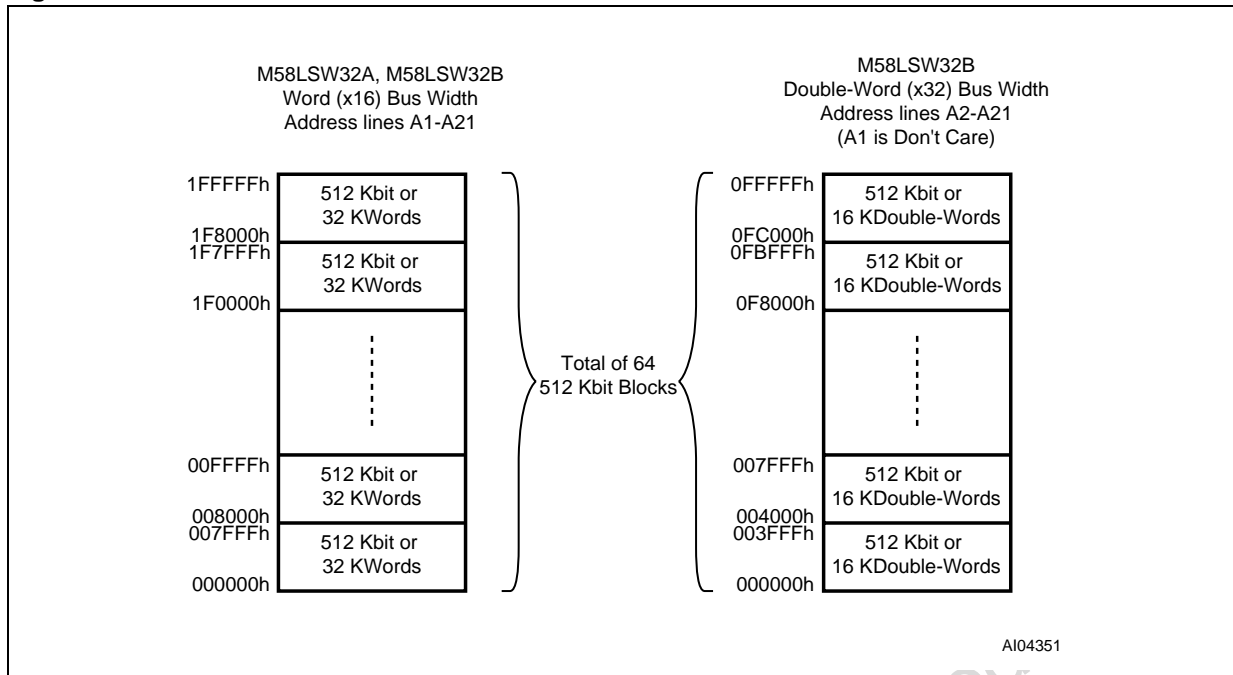 M58LSW32A, M58LSW32B
Word (x16) Bus Width
Address lines A1-A21
1FFFFFh
512 Kbit or
32 KWords
1F8000h
1F7FFFh
512 Kbit or
32 KWords
1F0000h
00FFFFh
512 Kbit or
32 KWords
008000h
007FFFh
512 Kbit or
32 KWords
000000h
Total of 64
512 Kbit Blocks
M58LSW32B
Double-Word (x32) Bus Width
Address lines A2-A21
(A1 is Don't Care)
0FFFFFh
512 Kbit or
16 KDouble-Words
0FC000h
0FBFFFh
512 Kbit or
16 KDouble-Words
0F8000h
007FFFh
512 Kbit or
16 KDouble-Words
004000h
003FFFh
512 Kbit or
16 KDouble-Words
000000h
AI04351